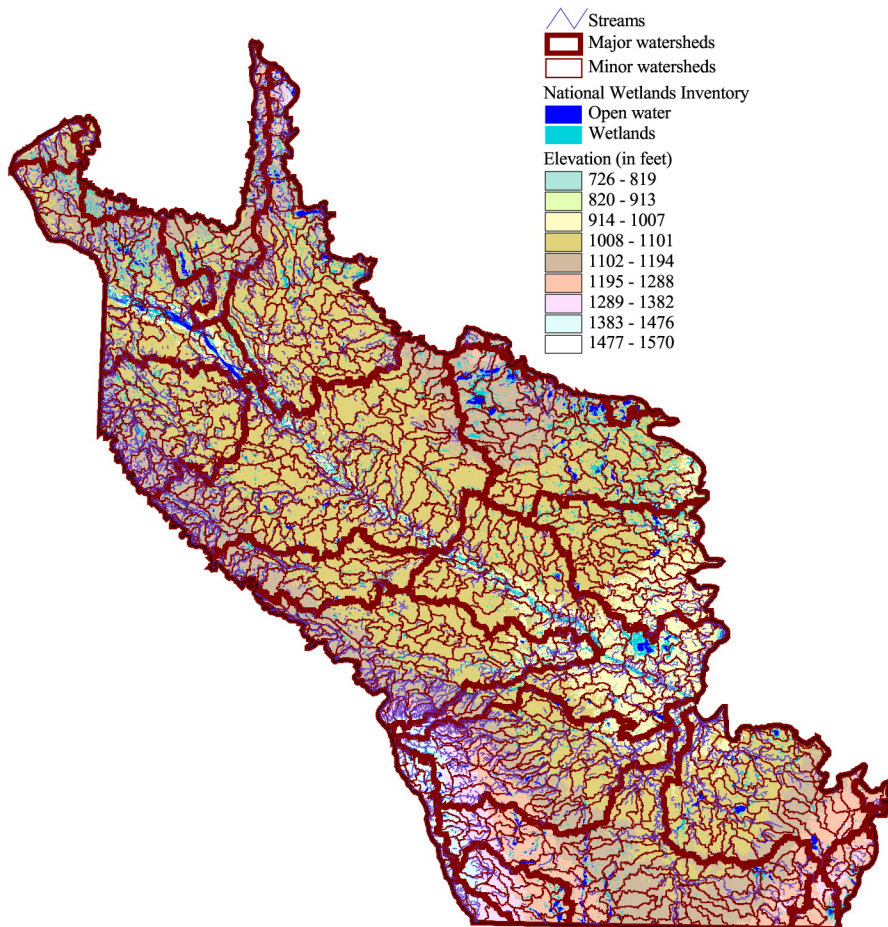 Streams
Major watersheds
Minor watersheds
National Wetlands Inventory
Open water
Wetlands
Elevation (in feet)
726 - 819
820 - 913
914 - 1007
1008 - 1101
1102 - 1194
1195 - 1288
1289 - 1382
1383 - 1476
1477 - 1570